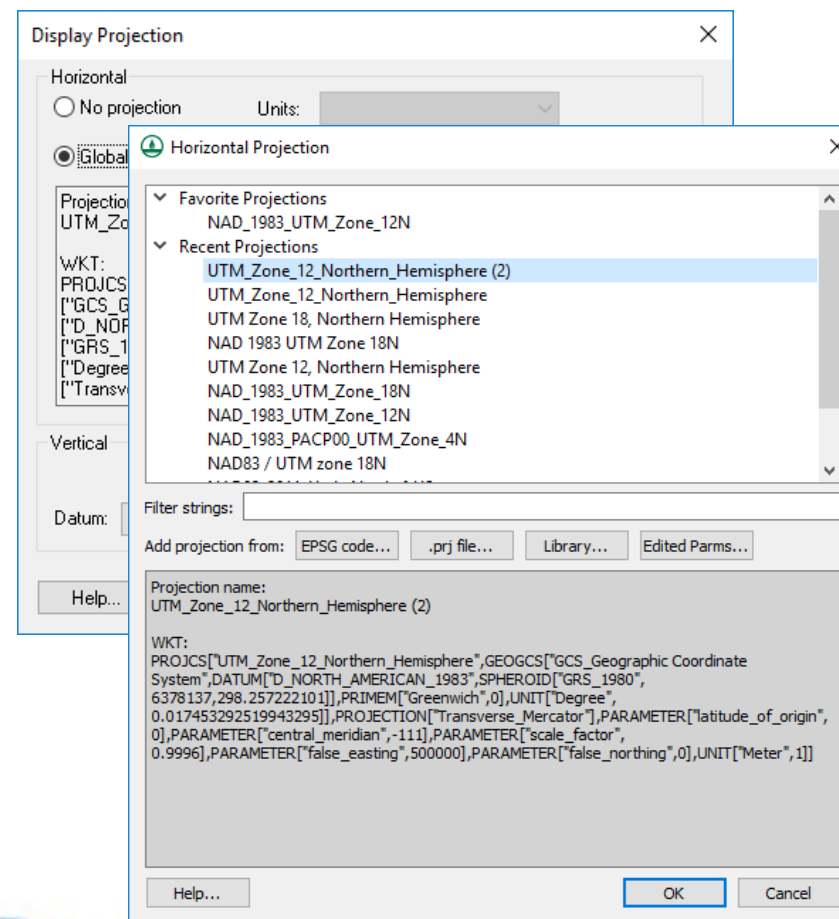 Display Projection
Horizontal
No projection
Units:
Global
Projectio
UTM_Zo
WKT:
PROJCS
["GCS_G
["D_NOF
["GRS_1
["Degree
["Transv
Vertical
Datum:
Help...
Horizontal Projection
Favorite Projections
NAD_1983_UTM_Zone_12N
Recent Projections
UTM_Zone_12_Northern_Hemisphere (2)
UTM_Zone_12_Northern_Hemisphere
UTM Zone 18, Northern Hemisphere
NAD 1983 UTM Zone 18N
UTM Zone 12, Northern Hemisphere
NAD_1983_UTM_Zone_18N
NAD_1983_UTM_Zone_12N
NAD_1983_PACP00_UTM_Zone_4N
NAD83 / UTM zone 18N
Filter strings:
Add projection from: EPSG code... .prj file... Library... Edited Parms...
Projection name:
UTM_Zone_12_Northern_Hemisphere (2)
WKT:
PROJCS["UTM_Zone_12_Northern_Hemisphere",GEOGCS["GCS_Geographic Coordinate
System",DATUM["D_NORTH_AMERICAN_1983",SPHEROID["GRS_1980",
6378137,298.257222101]],PRIMEM["Greenwich",0],UNIT["Degree",
0.017453292519943295]],PROJECTION["Transverse_Mercator"],PARAMETER["latitude_of_origin",
0],PARAMETER["central_meridian",-111],PARAMETER["scale_factor",
0.9996],PARAMETER["false_easting",500000],PARAMETER["false_northing",0],UNIT["Meter",1]]
Help... OK Cancel